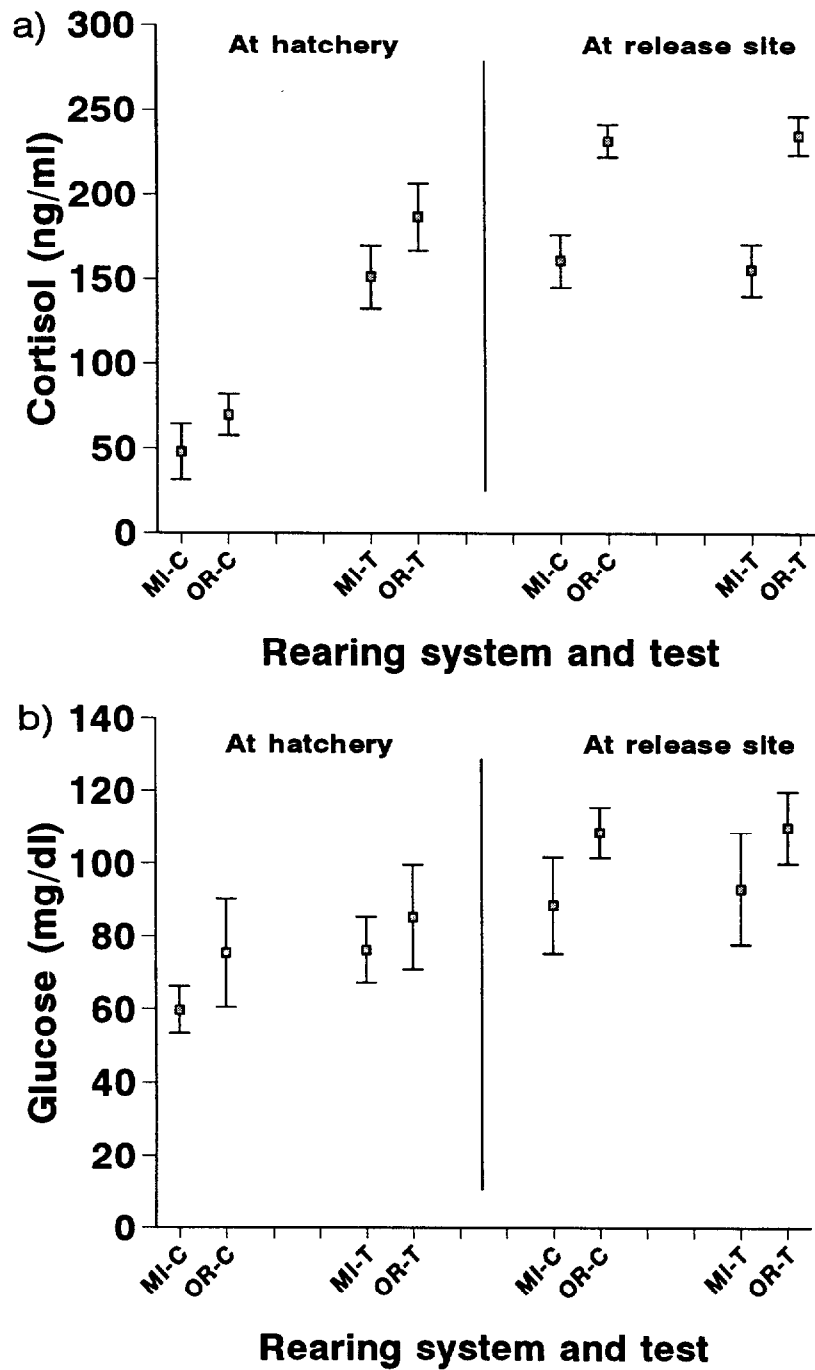 a)
At hatchery
At release site
Cortisol (ng/ml)
300
250
200
150
100
50
0
MI-C
OR-C
MI-T
OR-T
MI-C
OR-C
MI-T
OR-T
Rearing system and test
b)
At hatchery
At release site
Glucose (mg/dl)
140
120
100
80
60
40
20
0
MI-C
OR-C
MI-T
OR-T
MI-C
OR-C
MI-T
OR-T
Rearing system and test